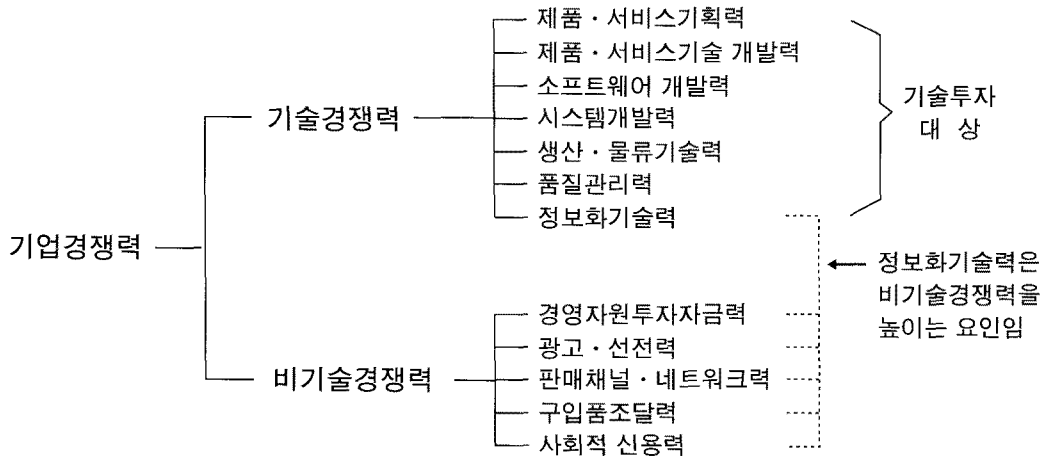 기업경쟁력
기술경쟁력
제품 · 서비스기획력
제품 · 서비스기술 개발력
소프트웨어 개발력
시스템개발력
생산 · 물류기술력
품질관리력
정보화기술력
기술투자
대 상
비기술경쟁력
경영자원투자자금력
광고 · 선전력
판매채널 · 네트워크력
구입품조달력
사회적 신용력
정보화기술력은
비기술경쟁력을
높이는 요인임